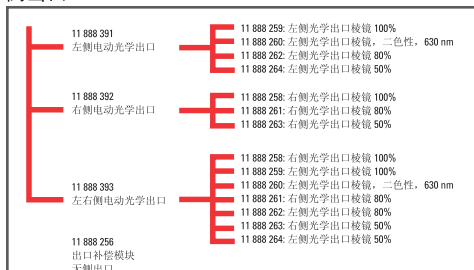 11 888 391
左侧电动光学出口
11 888 259: 左侧光学出口棱镜 100%
11 888 260: 左侧光学出口棱镜，二色性，630 nm
11 888 262: 左侧光学出口棱镜 80%
11 888 264: 左侧光学出口棱镜 50%
11 888 392
右侧电动光学出口
11 888 258: 右侧光学出口棱镜 100%
11 888 261: 右侧光学出口棱镜 80%
11 888 263: 右侧光学出口棱镜 50%
11 888 393
左右侧电动光学出口
11 888 258: 右侧光学出口棱镜 100%
11 888 259: 左侧光学出口棱镜 100%
11 888 260: 左侧光学出口棱镜，二色性，630 nm
11 888 261: 右侧光学出口棱镜 80%
11 888 262: 左侧光学出口棱镜 80%
11 888 263: 右侧光学出口棱镜 50%
11 888 264: 左侧光学出口棱镜 50%
11 888 256
出口补偿模块
无侧出口